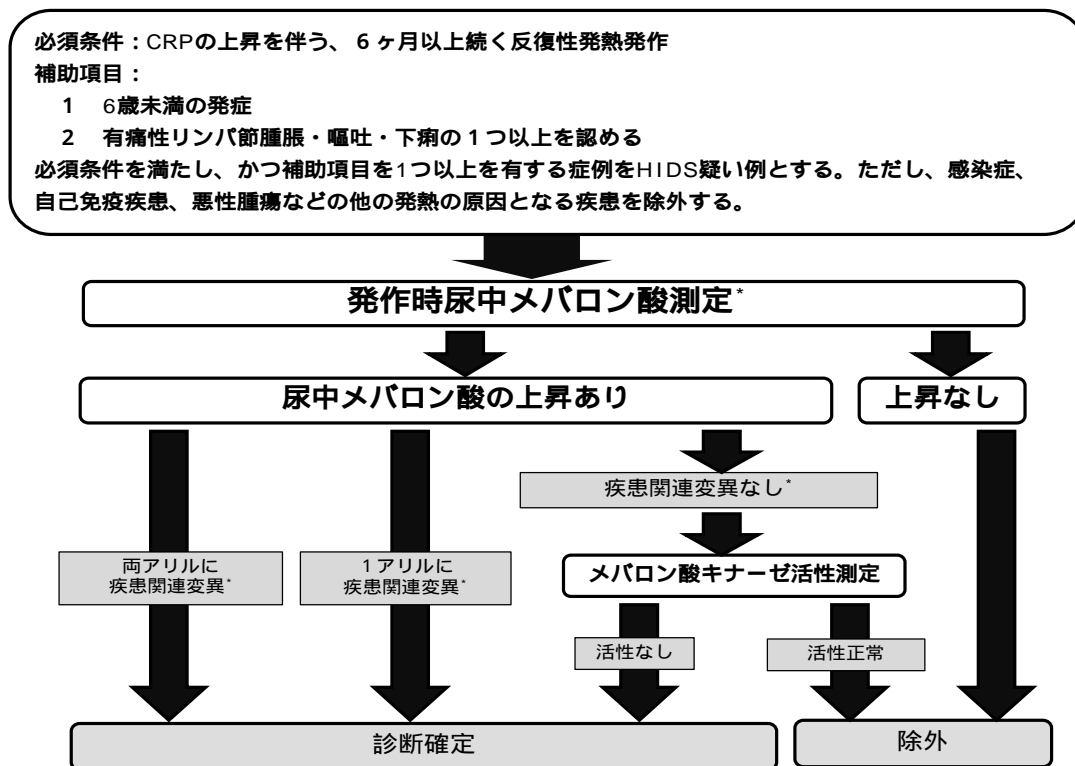 必須条件：CRPの上昇を伴う、６ヶ月以上続く反復性発熱発作
補助項目：
1 6歳未満の発症
2 有痛性リンパ節腫脹・嘔吐・下痢の１つ以上を認める
必須条件を満たし、かつ補助項目を1つ以上を有する症例をHIDS疑い例とする。ただし、感染症、
自己免疫疾患、悪性腫瘍などの他の発熱の原因となる疾患を除外する。
発作時尿中メバロン酸測定*
尿中メバロン酸の上昇あり
上昇なし
疾患関連変異なし*
両アリルに
疾患関連変異*
１アリルに
疾患関連変異*
メバロン酸キナーゼ活性測定
活性なし
活性正常
診断確定
除外